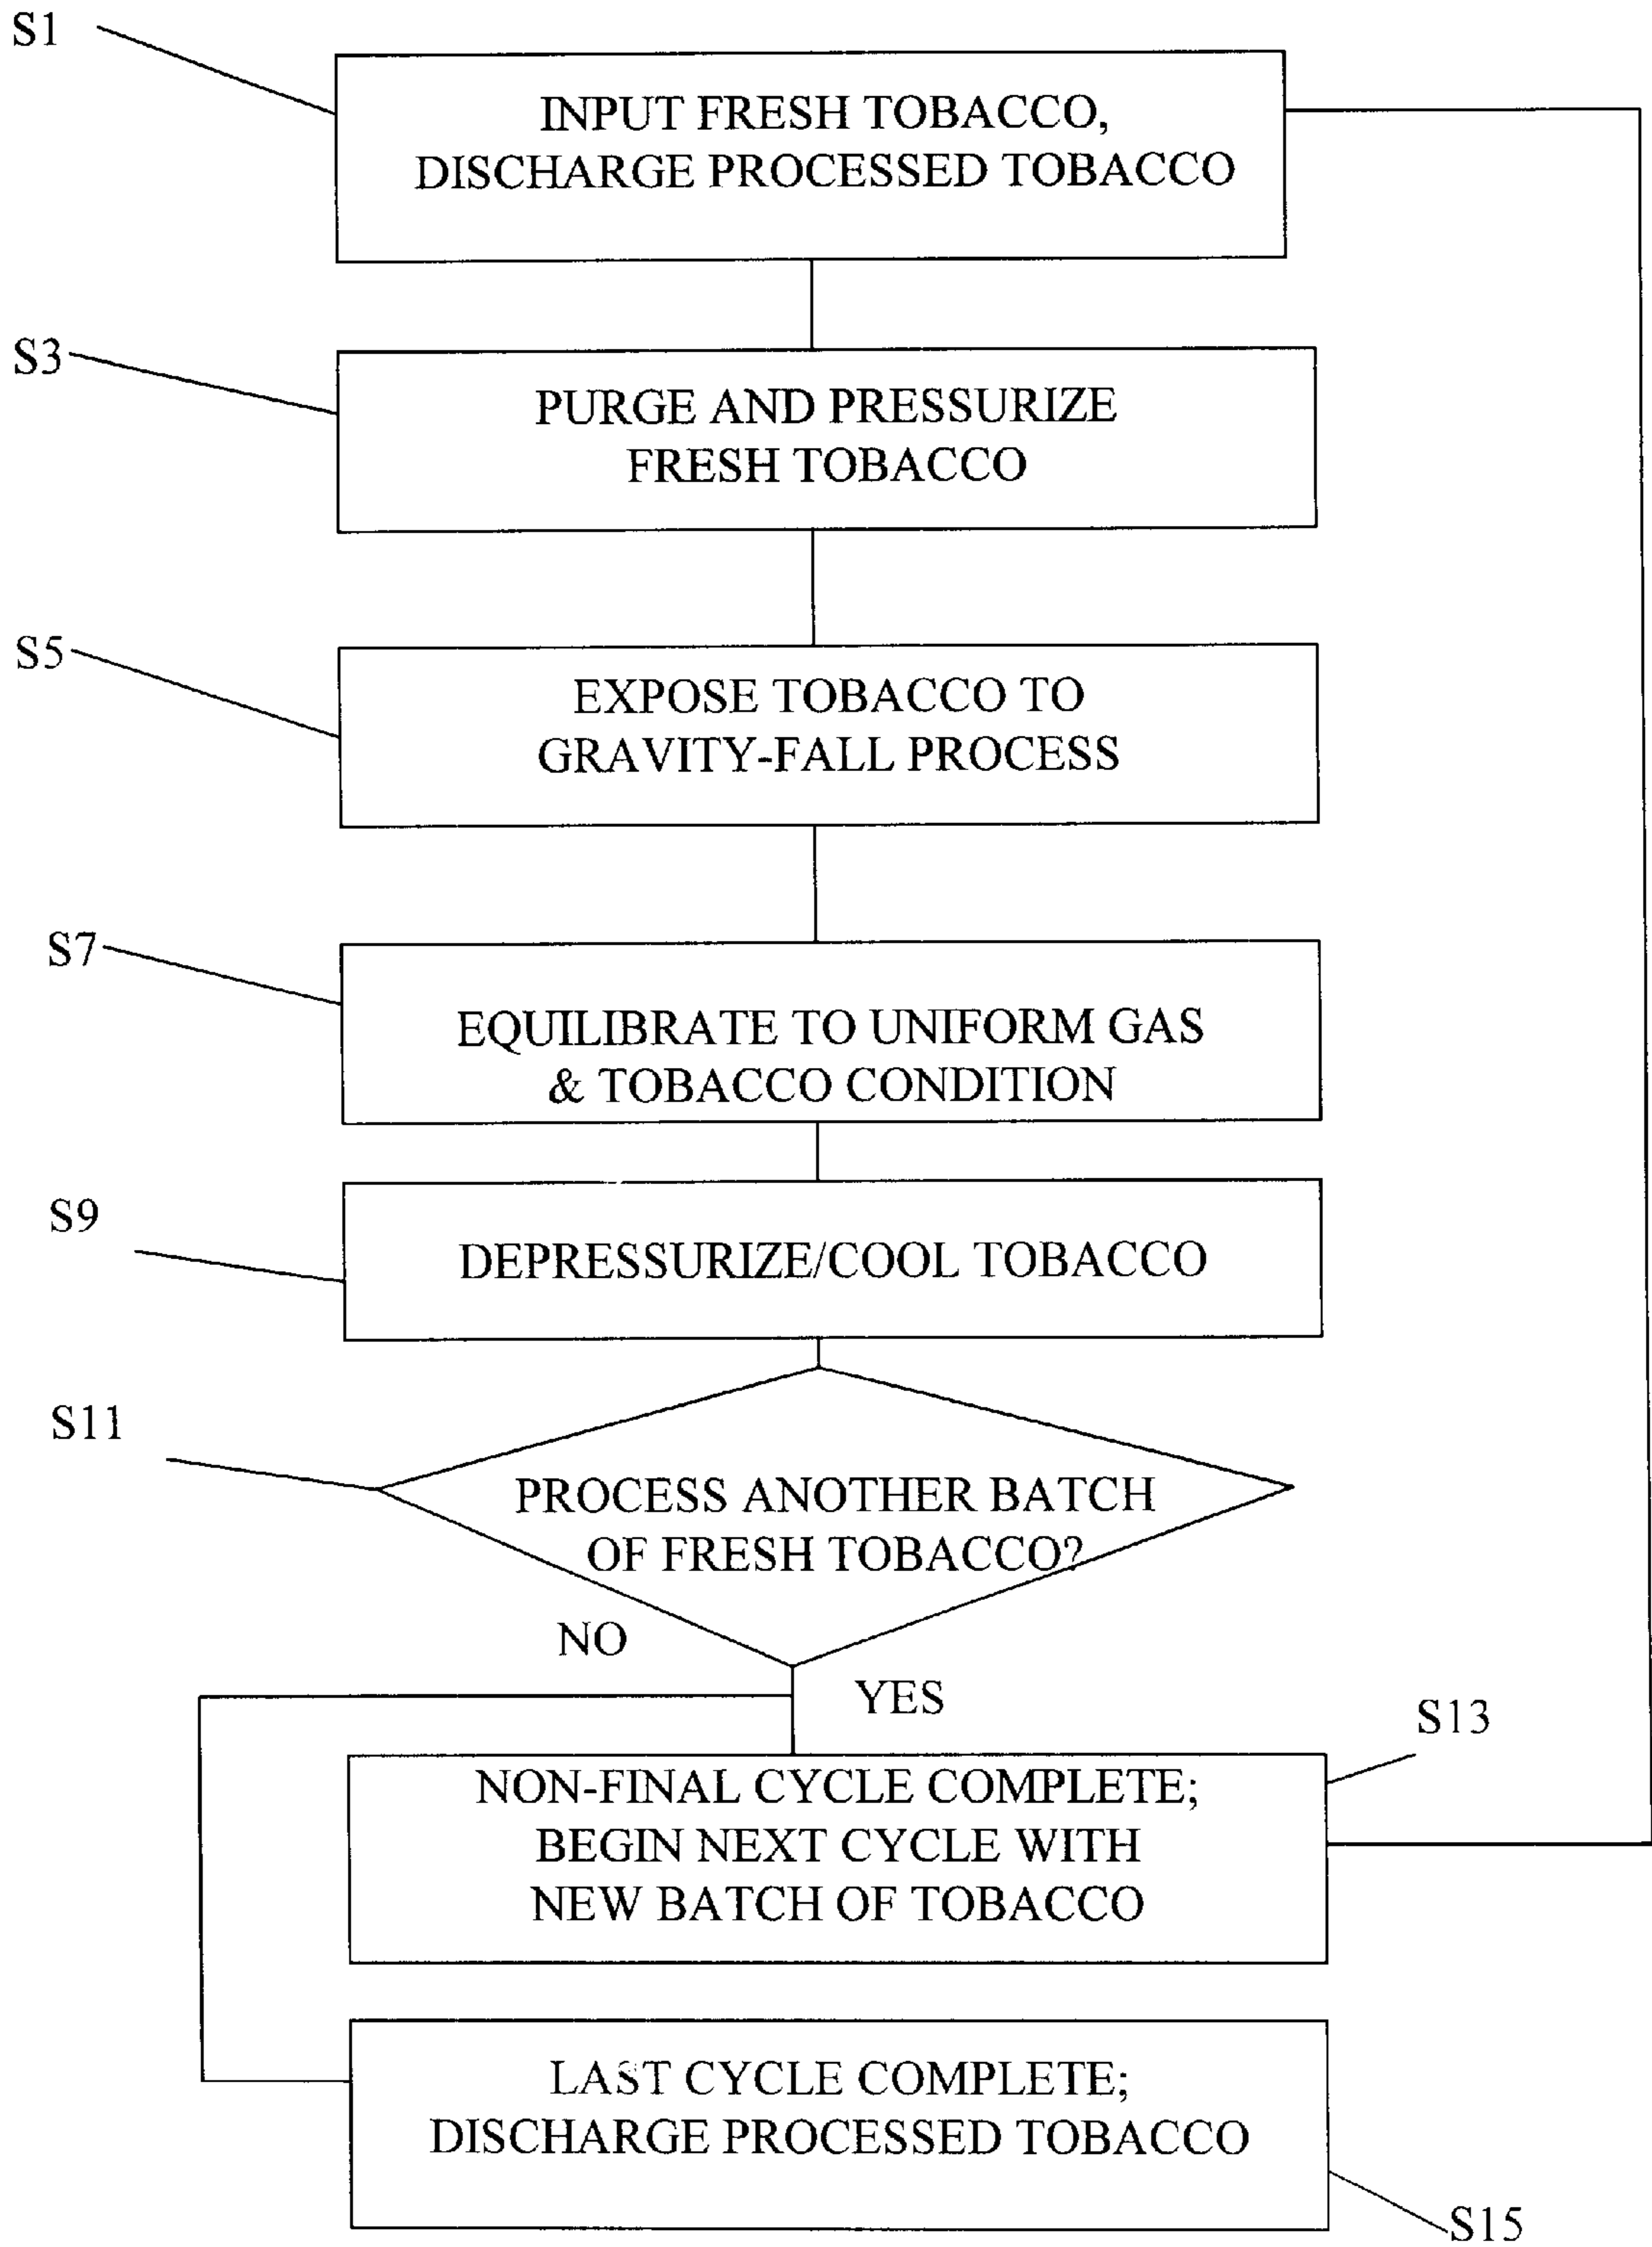 S1
INPUT FRESH TOBACCO,
DISCHARGE PROCESSED TOBACCO
S3
PURGE AND PRESSURIZE
FRESH TOBACCO
S5
EXPOSE TOBACCO TO
GRAVITY-FALL PROCESS
S7
EQUILIBRATE TO UNIFORM GAS
& TOBACCO CONDITION
S9
DEPRESSURIZE/COOL TOBACCO
S11
PROCESS ANOTHER BATCH
OF FRESH TOBACCO?
NO
YES
S13
NON-FINAL CYCLE COMPLETE;
BEGIN NEXT CYCLE WITH
NEW BATCH OF TOBACCO
LAST CYCLE COMPLETE;
DISCHARGE PROCESSED TOBACCO
S15